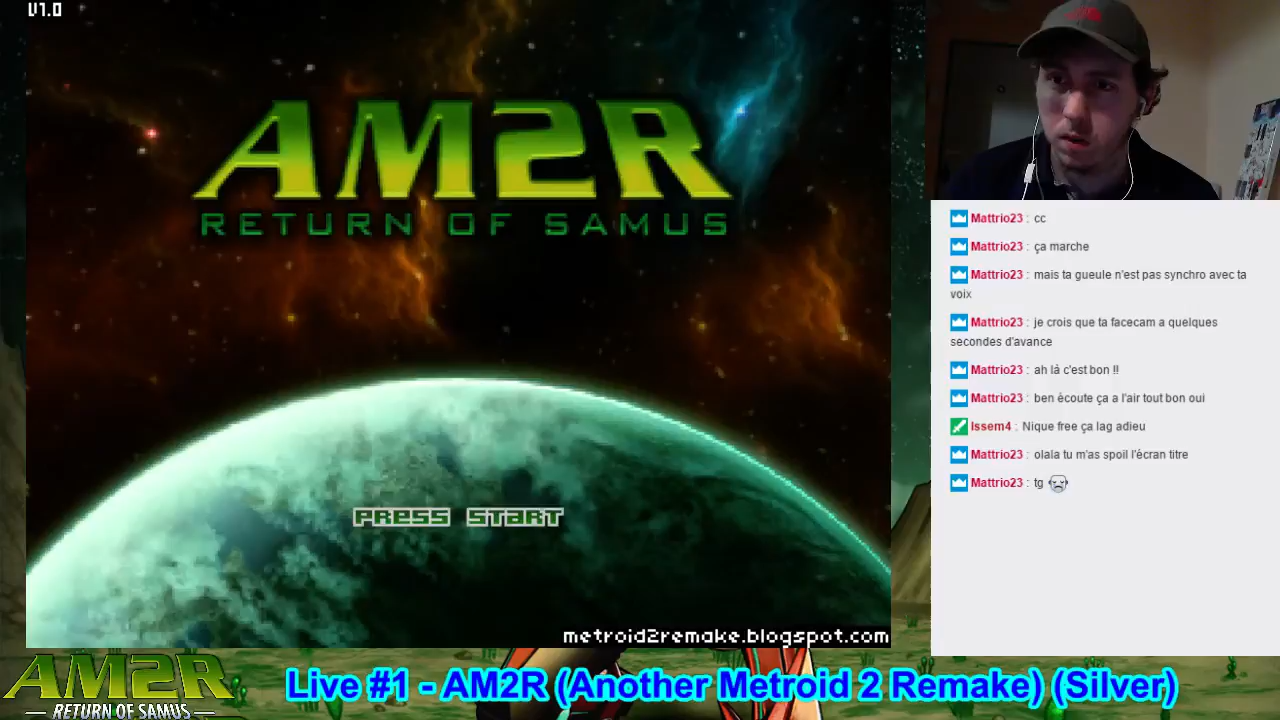 V1.0
AM2R
RETURN OF SAMUS
PRESS START
metroid2remake.blogspot.com
Mattrio23 : cc
Mattrio23 : ça marche
Mattrio23 : mais ta gueule n'est pas synchro avec ta
voix
Mattrio23 : je crois que ta facecam a quelques
secondes d'avance
Mattrio23 : ah là c'est bon !!
Mattrio23 : ben écoute ça a l'air tout bon oui
Issem4 : Nique free ça lag adieu
Mattrio23 : olala tu m'as spoil l'écran titre
Mattrio23 : tg
AM2R
— RETURN OF SAMUS —
Live #1 - AM2R (Another Metroid 2 Remake) (Silver)